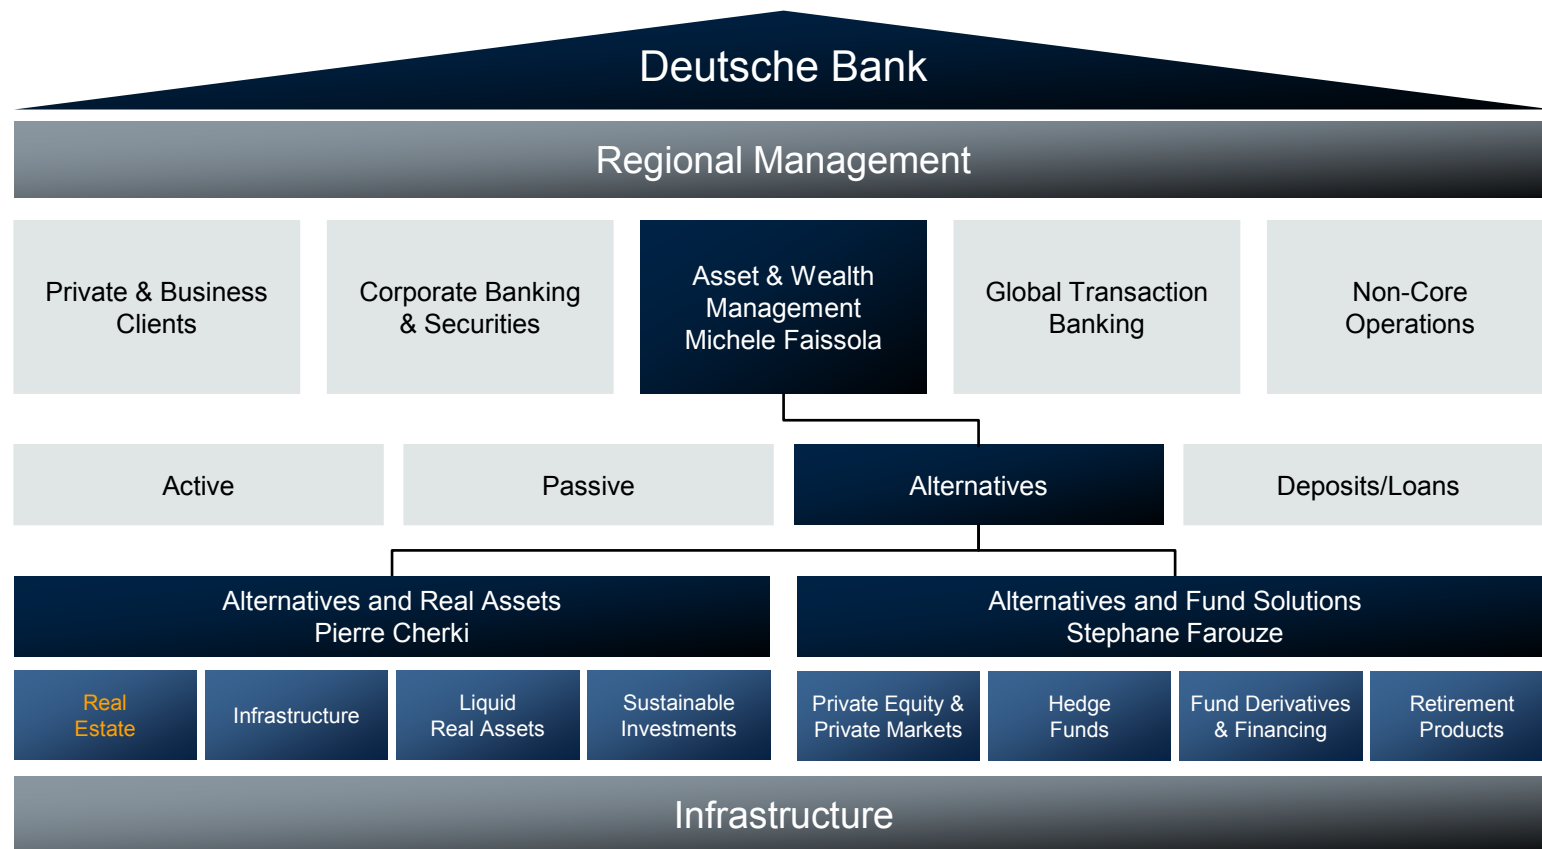 Deutsche Bank
Regional Management
Private & Business
Clients
Corporate Banking
& Securities
Asset & Wealth
Management
Michele Faissola
Global Transaction
Banking
Non-Core
Operations
Active
Passive
Alternatives
Deposits/Loans
Alternatives and Real Assets
Pierre Cherki
Alternatives and Fund Solutions
Stephane Farouze
Real
Estate
Infrastructure
Liquid
Real Assets
Sustainable
Investments
Private Equity &
Private Markets
Hedge
Funds
Fund Derivatives
& Financing
Retirement
Products
Infrastructure